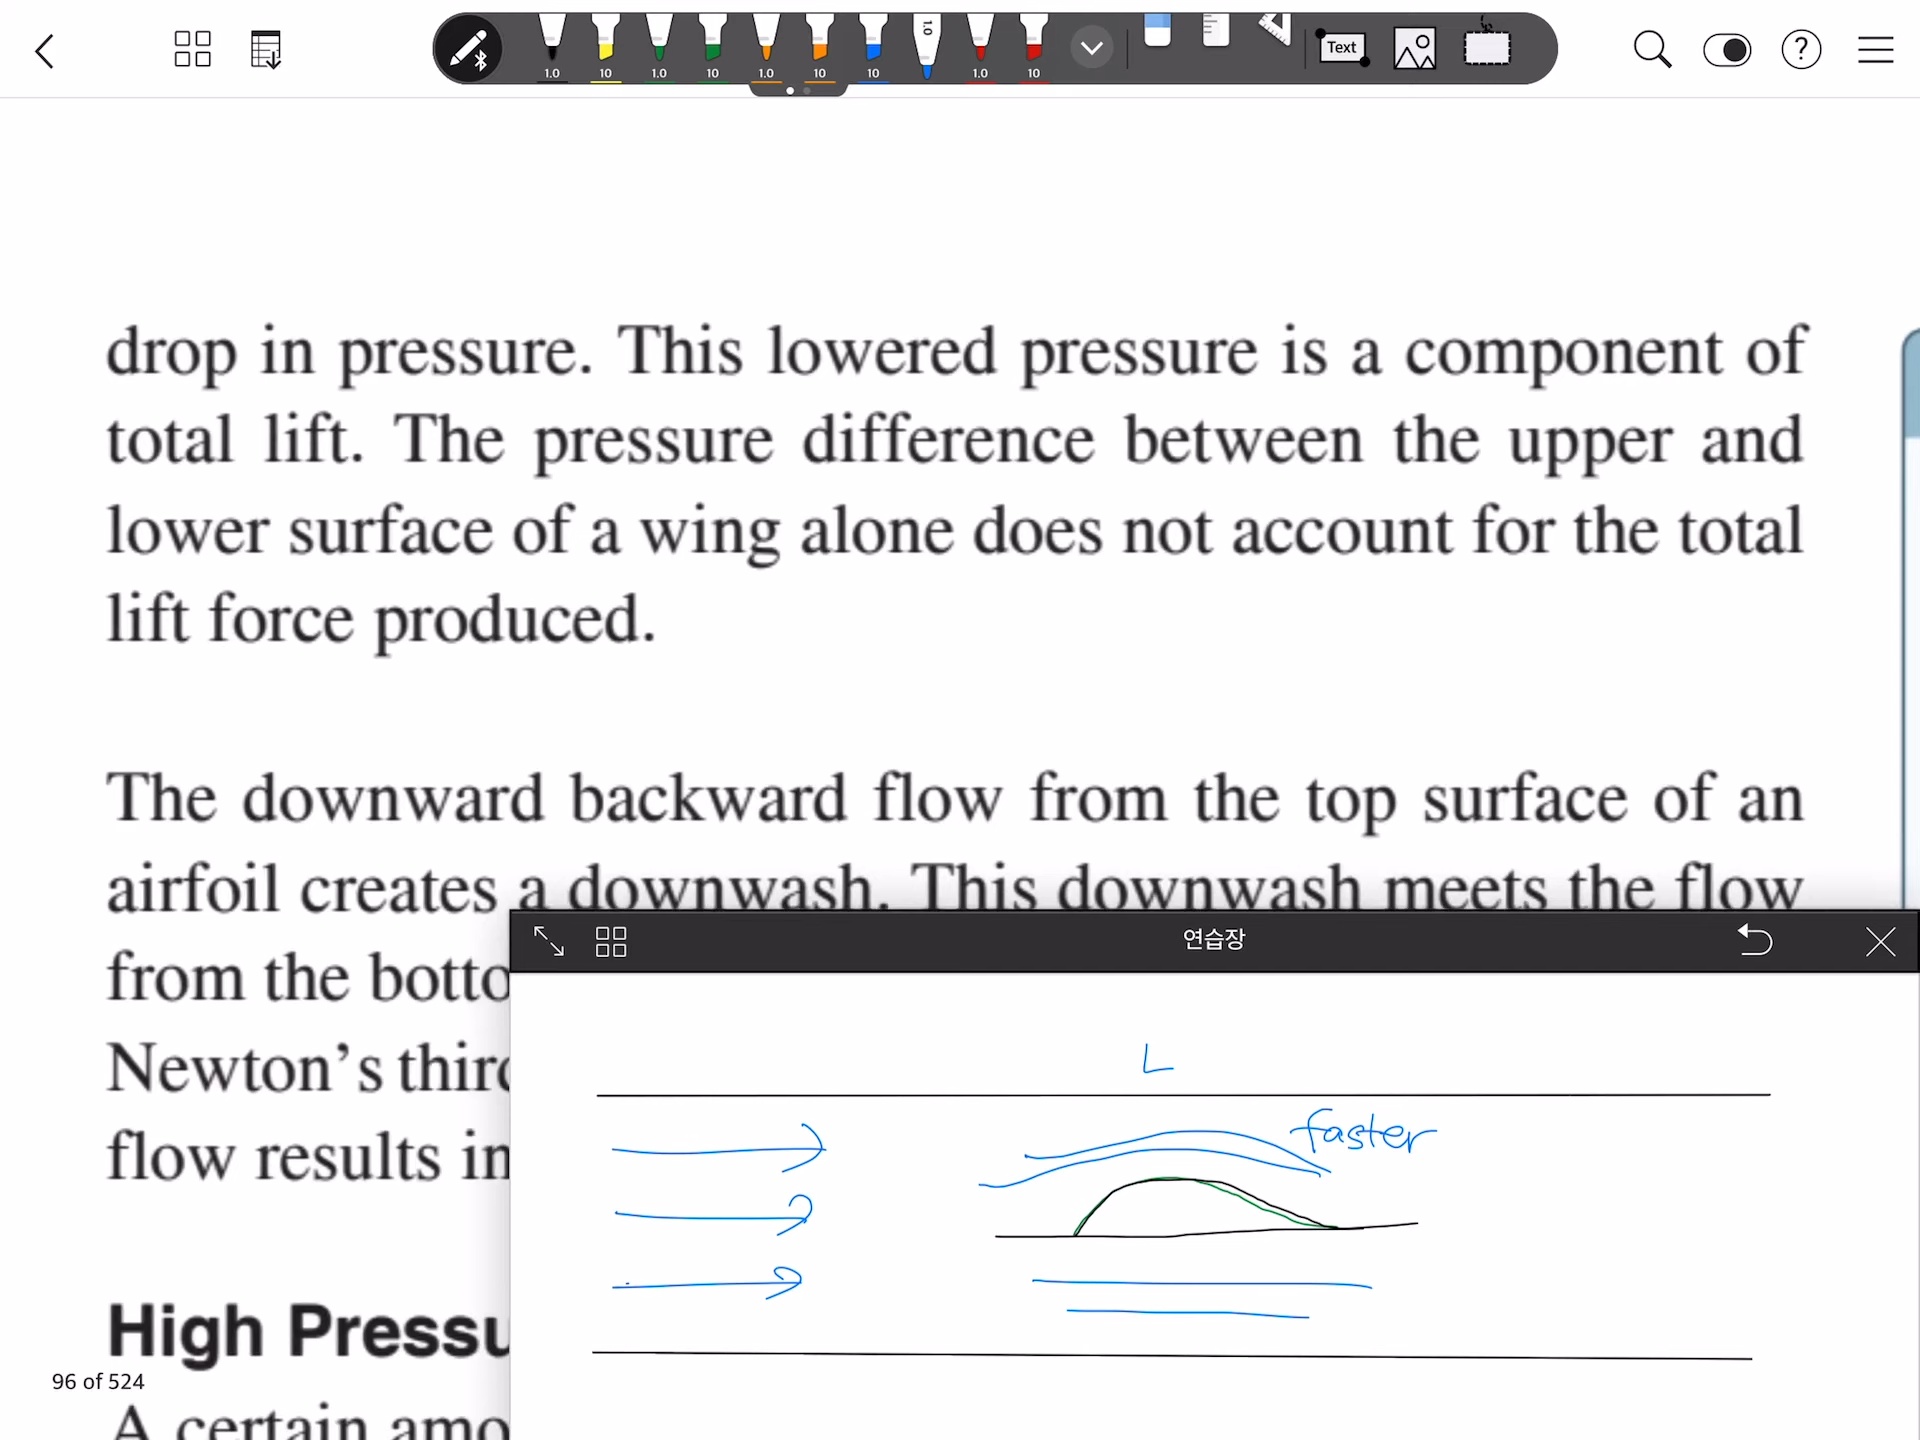 1.0 10 1.0 10 1.0 10 10 1.0 1.0 10 Text
drop in pressure. This lowered pressure is a component of
total lift. The pressure difference between the upper and
lower surface of a wing alone does not account for the total
lift force produced.
The downward backward flow from the top surface of an
airfoil creates a downwash. This downwash meets the flow
from the botto
Newton’s third
flow results in
High Pressu
96 of 524
A certain amo
연습장
L
faster